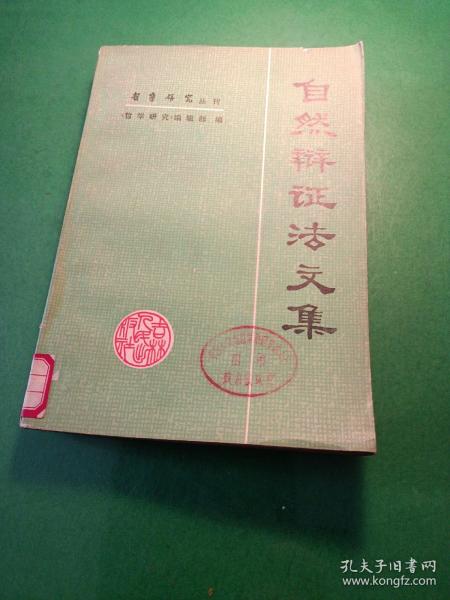 哲学研究丛刊
《哲学研究》编辑部 编
自然辩证法文集
吉林人民出版社
孔夫子旧书网
www.kongfz.com